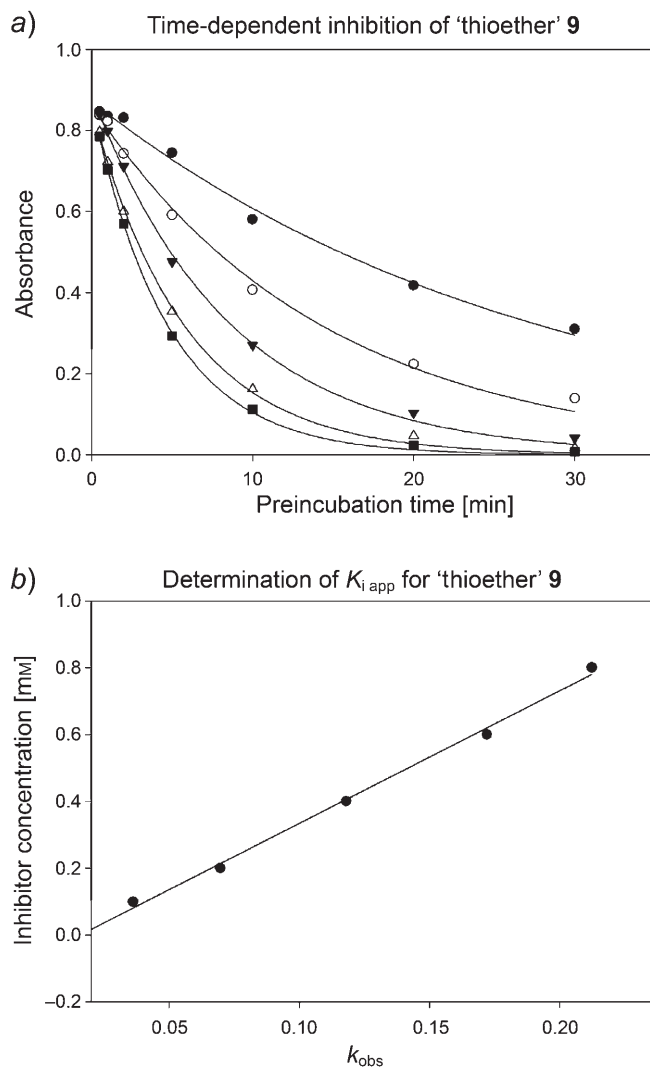 a) Time-dependent inhibition of ‘thioether’ 9
1.0
0.8
0.6
0.4
0.2
0.0
Absorbance
0 10 20 30
Preincubation time [min]
b) Determination of Ki app for ‘thioether’ 9
1.0
0.8
0.6
0.4
0.2
0.0
–0.2
Inhibitor concentration [mM]
0.05 0.10 0.15 0.20
kobs